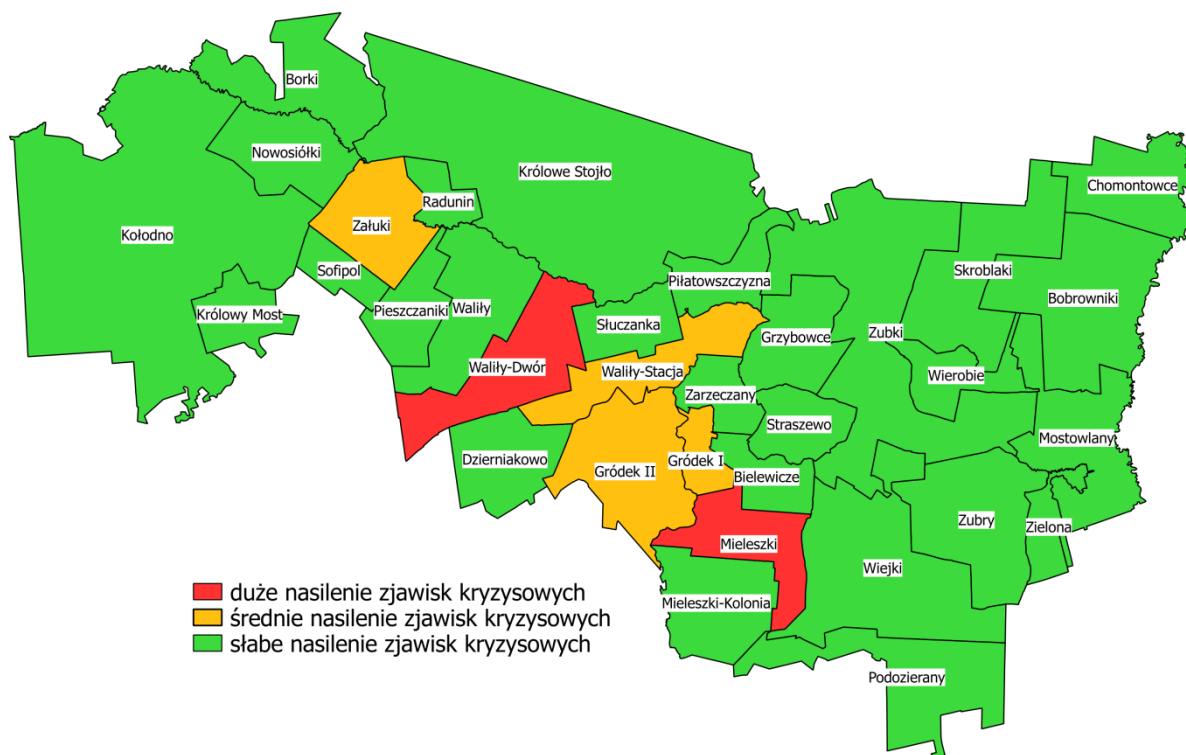 Borki
Nowosiółki
Królowe Stojło
Chomontowce
Radunin
Załuki
Kołodno
Skroblaki
Sofipol
Piłatowszczyzna
Bobrowniki
Królowy Most
Pieszczaniki
Waliły
Słuczanka
Grzybowce
Zubki
Waliły-Dwór
Waliły-Stacja
Wierobie
Zarzeczany
Straszewo
Mostowlany
Dzierniakowo
Gródek II
Gródek I
Bielewicze
Zubry
Zielona
Mieleszki
Wiejki
Mieleszki-Kolonia
Podozierany
duże nasilenie zjawisk kryzysowych
średnie nasilenie zjawisk kryzysowych
słabe nasilenie zjawisk kryzysowych